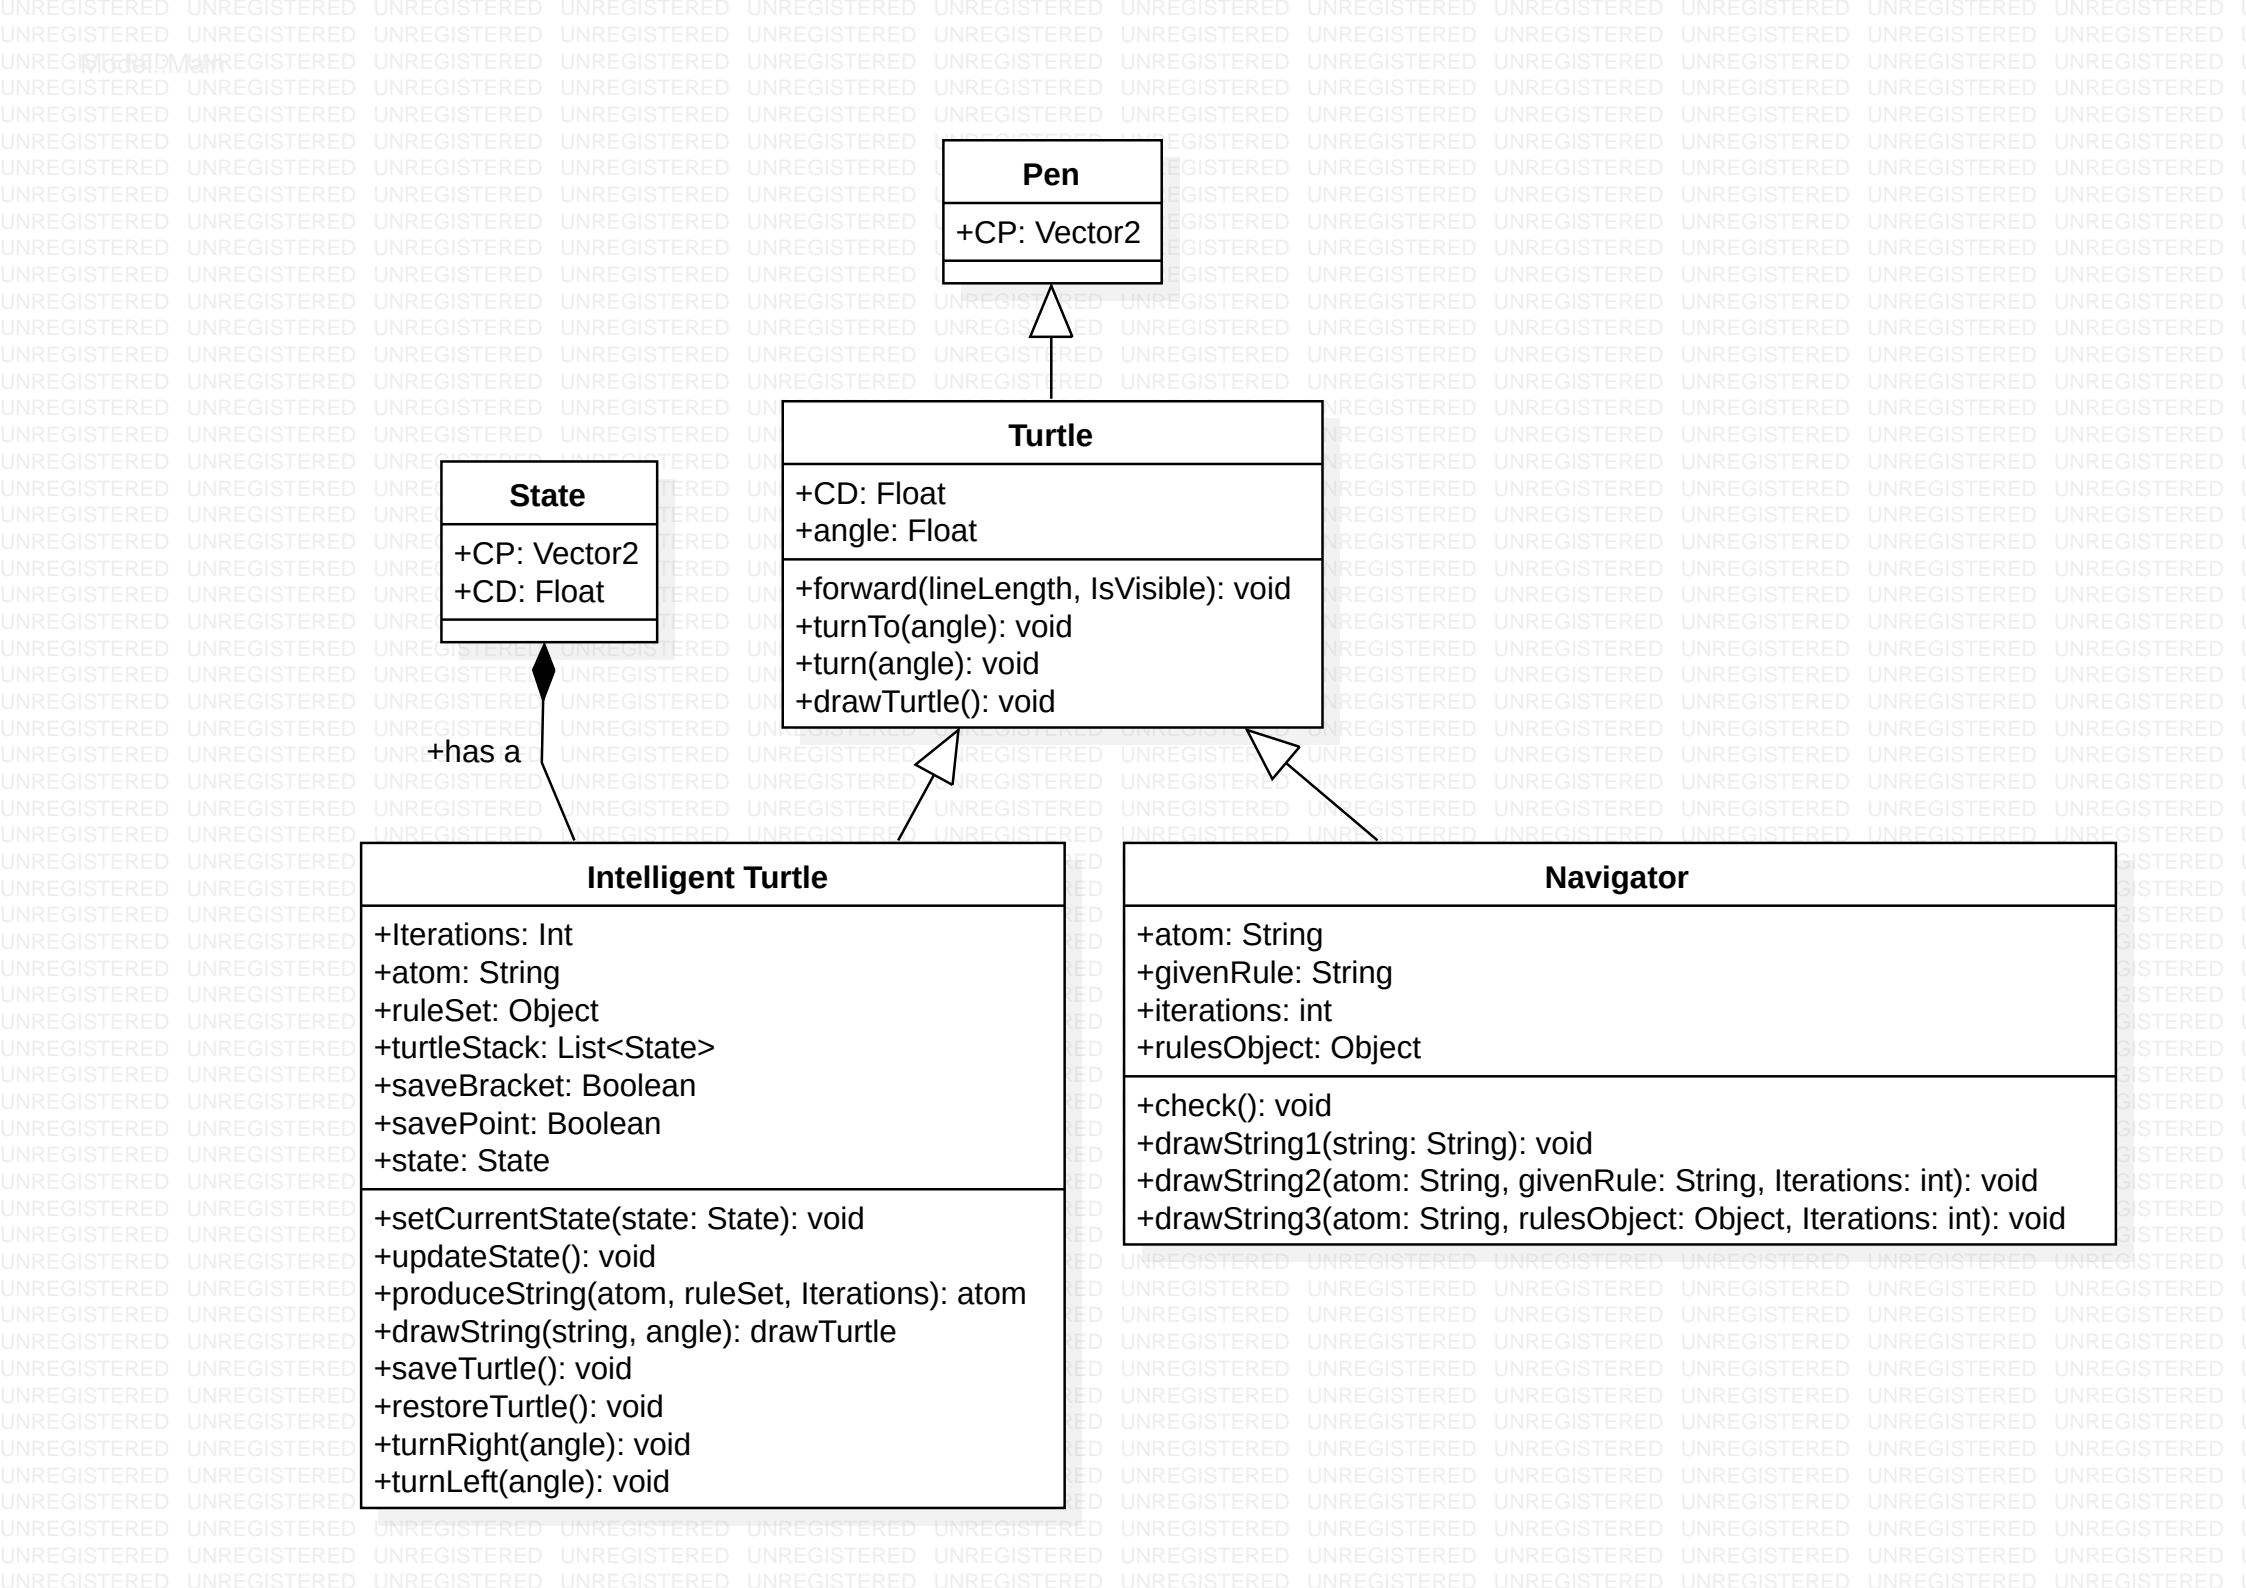 Model::Main
Pen
+CP: Vector2
Turtle
+CD: Float
+angle: Float
+forward(lineLength, IsVisible): void
+turnTo(angle): void
+turn(angle): void
+drawTurtle(): void
State
+CP: Vector2
+CD: Float
+has a
Intelligent Turtle
+Iterations: Int
+atom: String
+ruleSet: Object
+turtleStack: List<State>
+saveBracket: Boolean
+savePoint: Boolean
+state: State
+setCurrentState(state: State): void
+updateState(): void
+produceString(atom, ruleSet, Iterations): atom
+drawString(string, angle): drawTurtle
+saveTurtle(): void
+restoreTurtle(): void
+turnRight(angle): void
+turnLeft(angle): void
Navigator
+atom: String
+givenRule: String
+iterations: int
+rulesObject: Object
+check(): void
+drawString1(string: String): void
+drawString2(atom: String, givenRule: String, Iterations: int): void
+drawString3(atom: String, rulesObject: Object, Iterations: int): void
UNREGISTERED